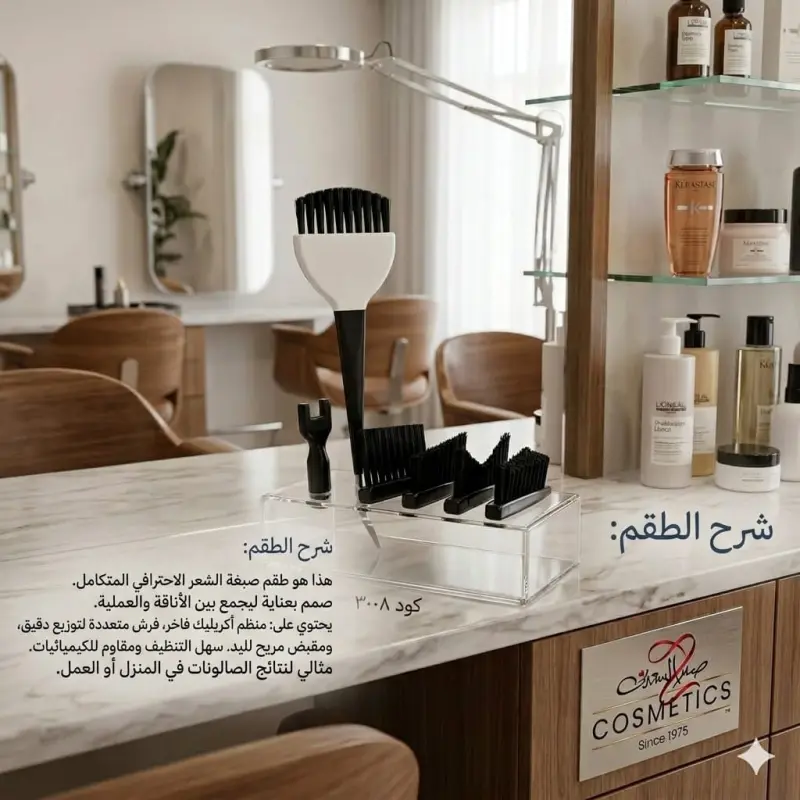 KERASTASE
شرح الطقم:
شرح الطقم:
هذا هو طقم صبغة الشعر الاحترافي المتكامل.
صمم بعناية ليجمع بين الأناقة والعملية.
يحتوي على: منظم أكريليك فاخر، فرش متعددة لتوزيع دقيق،
ومقبض مريح لليد. سهل التنظيف ومقاوم للكيميائيات.
مثالي لنتائج الصالونات في المنزل أو العمل.
كود ٣٠٠٨
COSMETICS
Since 1975